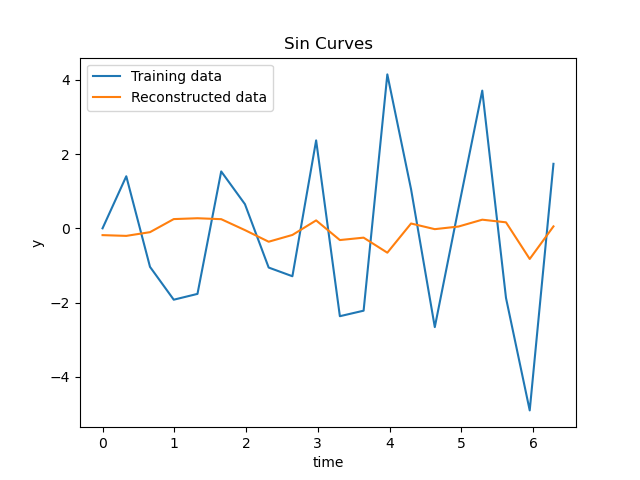 Sin Curves
Training data
Reconstructed data
4
2
0
−2
−4
y
0 1 2 3 4 5 6
time